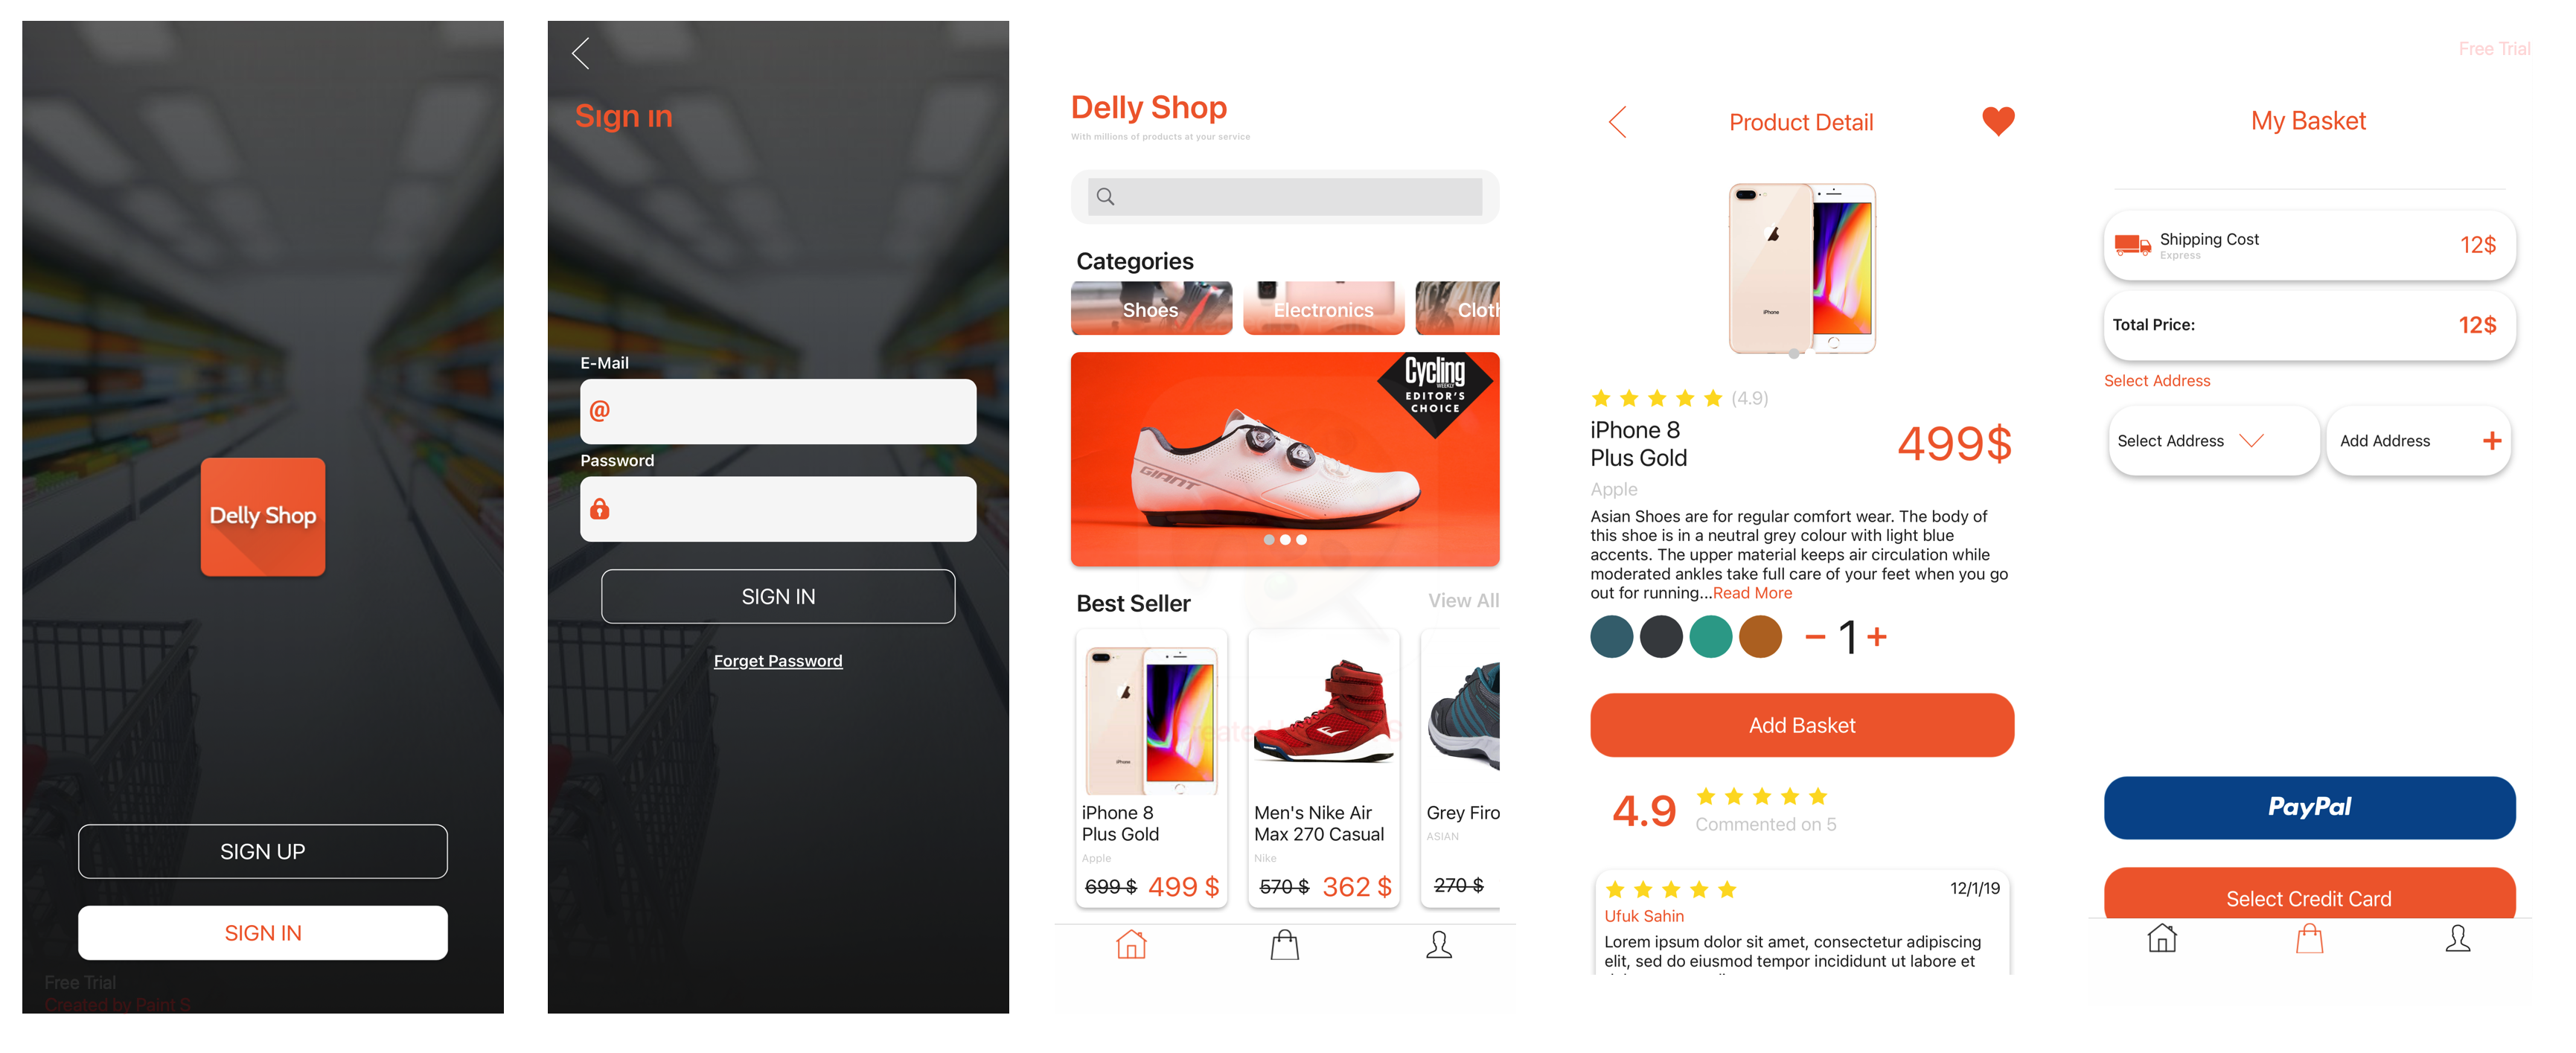 Delly Shop
SIGN UP
SIGN IN
Free Trial
Created by Paint S
Sign in
E-Mail
@
Password
SIGN IN
Forget Password
Delly Shop
With millions of products at your service
Categories
Shoes
Electronics
Cloth
Cycling
WEEKLY
EDITOR'S
CHOICE
GIANT
Best Seller
View All
iPhone
iPhone 8
Plus Gold
Apple
699 $ 499 $
Men's Nike Air
Max 270 Casual
Nike
570 $ 362 $
Grey Firo
ASIAN
270 $
Created by Paint S
Product Detail
iPhone
(4.9)
iPhone 8
Plus Gold
499$
Apple
Asian Shoes are for regular comfort wear. The body of
this shoe is in a neutral grey colour with light blue
accents. The upper material keeps air circulation while
moderated ankles take full care of your feet when you go
out for running...Read More
− 1 +
Add Basket
4.9
Commented on 5
12/1/19
Ufuk Sahin
Lorem ipsum dolor sit amet, consectetur adipiscing
elit, sed do eiusmod tempor incididunt ut labore et
Free Trial
My Basket
Shipping Cost
Express
12$
Total Price:
12$
Select Address
Select Address
Add Address +
PayPal
Select Credit Card